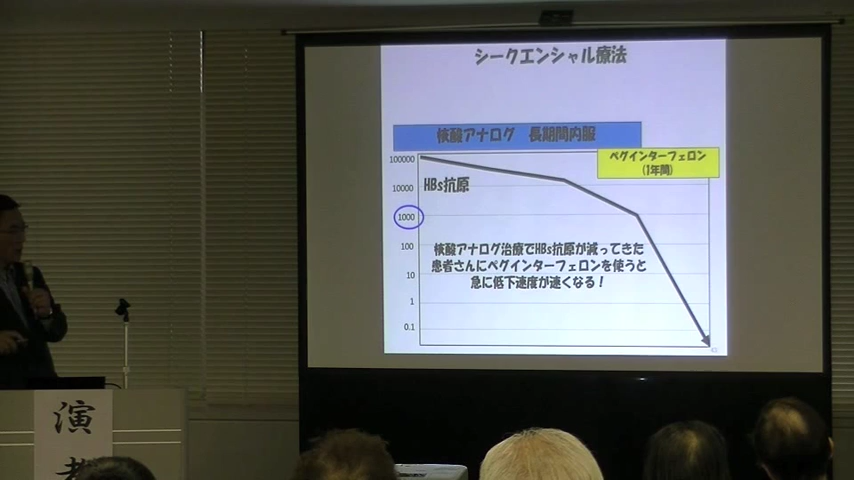 シークエンシャル療法
核酸アナログ 長期間内服
ペグインターフェロン
(1年間)
100000
HBs抗原
10000
1000
100
10
1
0.1
核酸アナログ治療でHBs抗原が減ってきた
患者さんにペグインターフェロンを使うと
急に低下速度が速くなる！
演